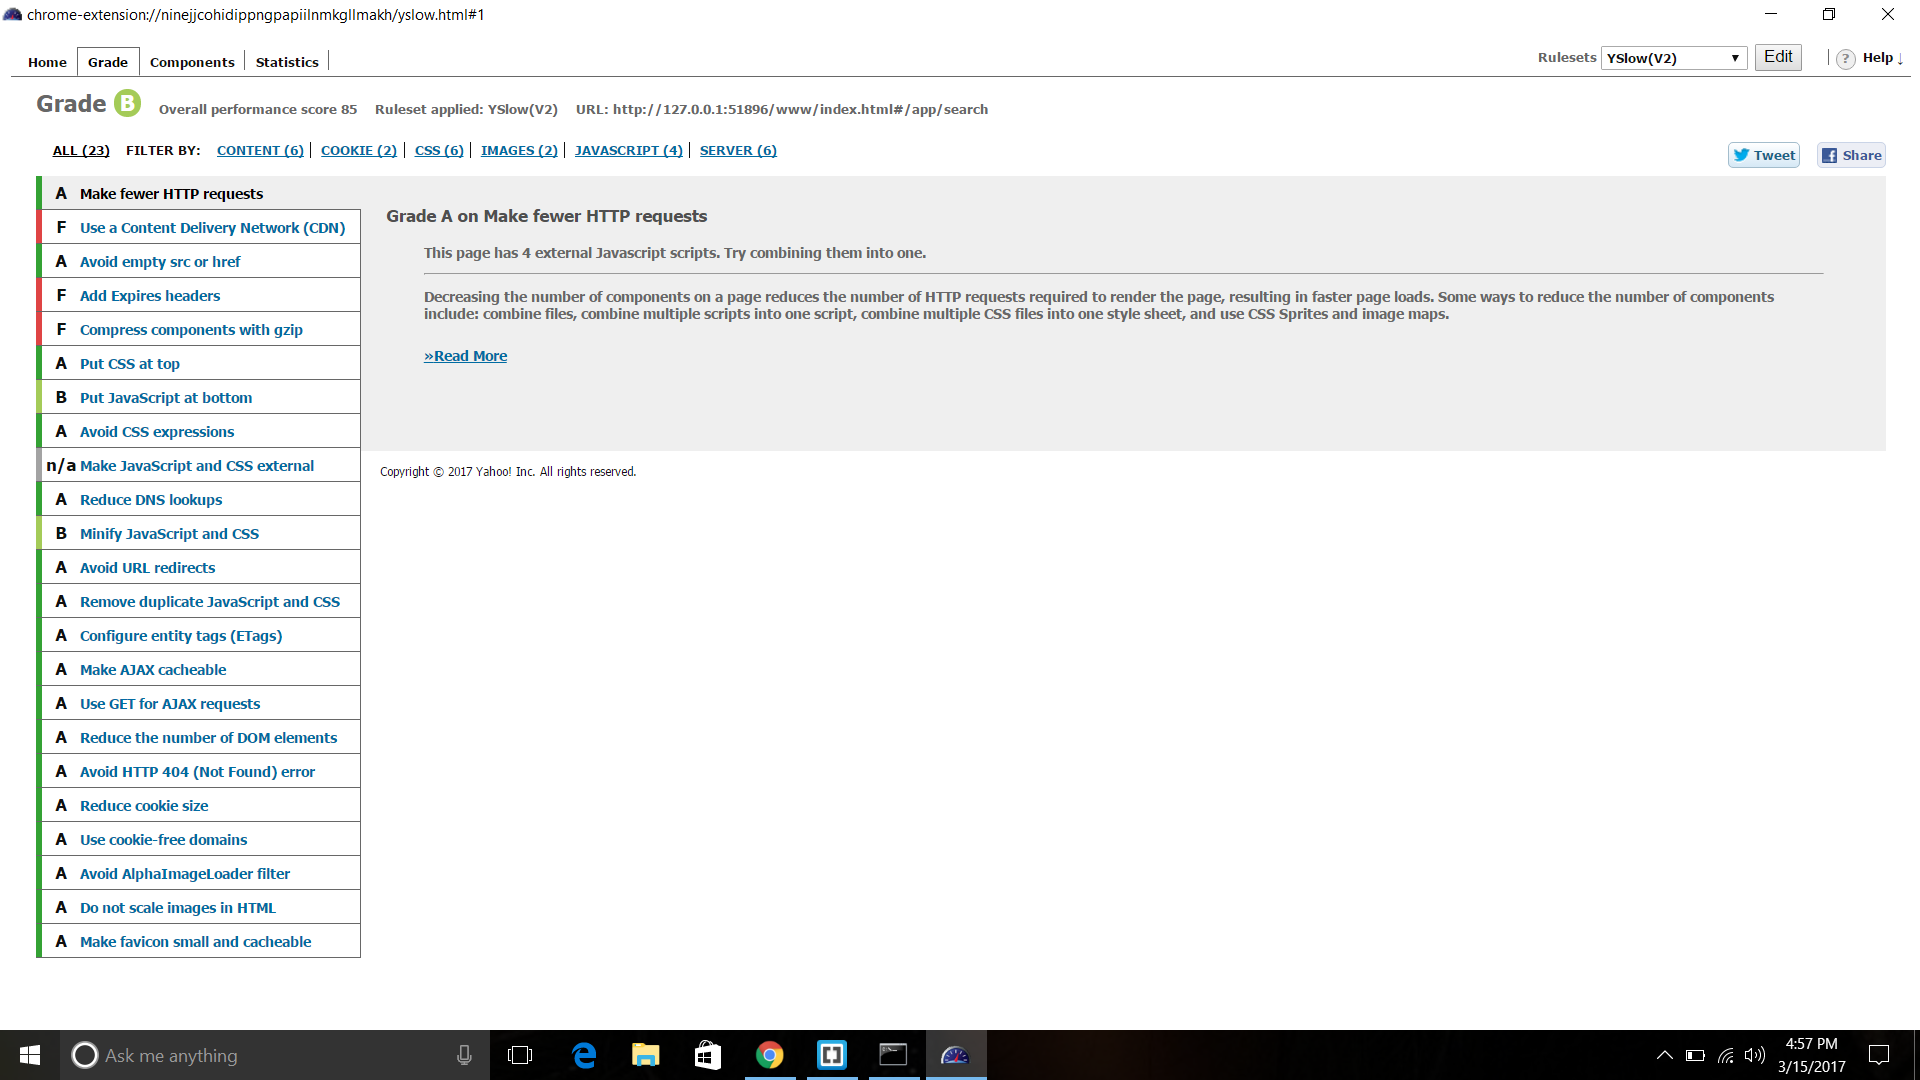 chrome-extension://ninejjcohidippngpapiilnmkgllmakh/yslow.html#1
Home Grade Components Statistics Rulesets YSlow(V2) Edit ? Help ↓
Grade B Overall performance score 85 Ruleset applied: YSlow(V2) URL: http://127.0.0.1:51896/www/index.html#/app/search
ALL (23) FILTER BY: CONTENT (6) COOKIE (2) CSS (6) IMAGES (2) JAVASCRIPT (4) SERVER (6) Tweet Share
A Make fewer HTTP requests
F Use a Content Delivery Network (CDN)
A Avoid empty src or href
F Add Expires headers
F Compress components with gzip
A Put CSS at top
B Put JavaScript at bottom
A Avoid CSS expressions
n/a Make JavaScript and CSS external
A Reduce DNS lookups
B Minify JavaScript and CSS
A Avoid URL redirects
A Remove duplicate JavaScript and CSS
A Configure entity tags (ETags)
A Make AJAX cacheable
A Use GET for AJAX requests
A Reduce the number of DOM elements
A Avoid HTTP 404 (Not Found) error
A Reduce cookie size
A Use cookie-free domains
A Avoid AlphaImageLoader filter
A Do not scale images in HTML
A Make favicon small and cacheable
Grade A on Make fewer HTTP requests
This page has 4 external Javascript scripts. Try combining them into one.
Decreasing the number of components on a page reduces the number of HTTP requests required to render the page, resulting in faster page loads. Some ways to reduce the number of components
include: combine files, combine multiple scripts into one script, combine multiple CSS files into one style sheet, and use CSS Sprites and image maps.
»Read More
Copyright © 2017 Yahoo! Inc. All rights reserved.
Ask me anything
4:57 PM
3/15/2017